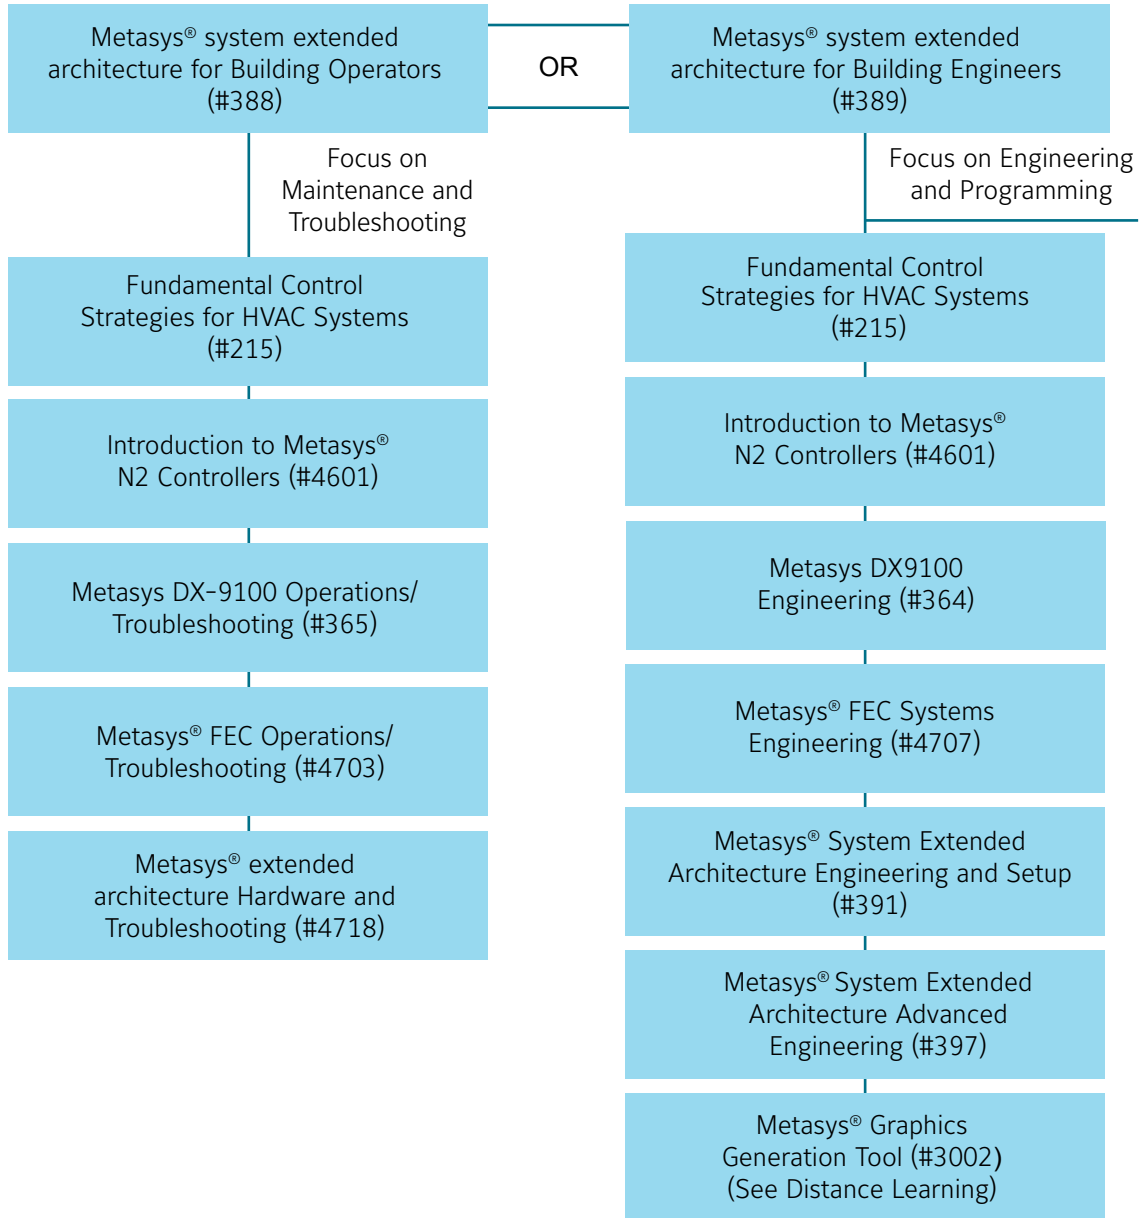 Metasys® system extended
architecture for Building Operators
(#388)
OR
Metasys® system extended
architecture for Building Engineers
(#389)
Focus on
Maintenance and
Troubleshooting
Fundamental Control
Strategies for HVAC Systems
(#215)
Introduction to Metasys®
N2 Controllers (#4601)
Metasys DX-9100 Operations/
Troubleshooting (#365)
Metasys® FEC Operations/
Troubleshooting (#4703)
Metasys® extended
architecture Hardware and
Troubleshooting (#4718)
Focus on Engineering
and Programming
Fundamental Control
Strategies for HVAC Systems
(#215)
Introduction to Metasys®
N2 Controllers (#4601)
Metasys DX9100
Engineering (#364)
Metasys® FEC Systems
Engineering (#4707)
Metasys® System Extended
Architecture Engineering and Setup
(#391)
Metasys® System Extended
Architecture Advanced
Engineering (#397)
Metasys® Graphics
Generation Tool (#3002)
(See Distance Learning)